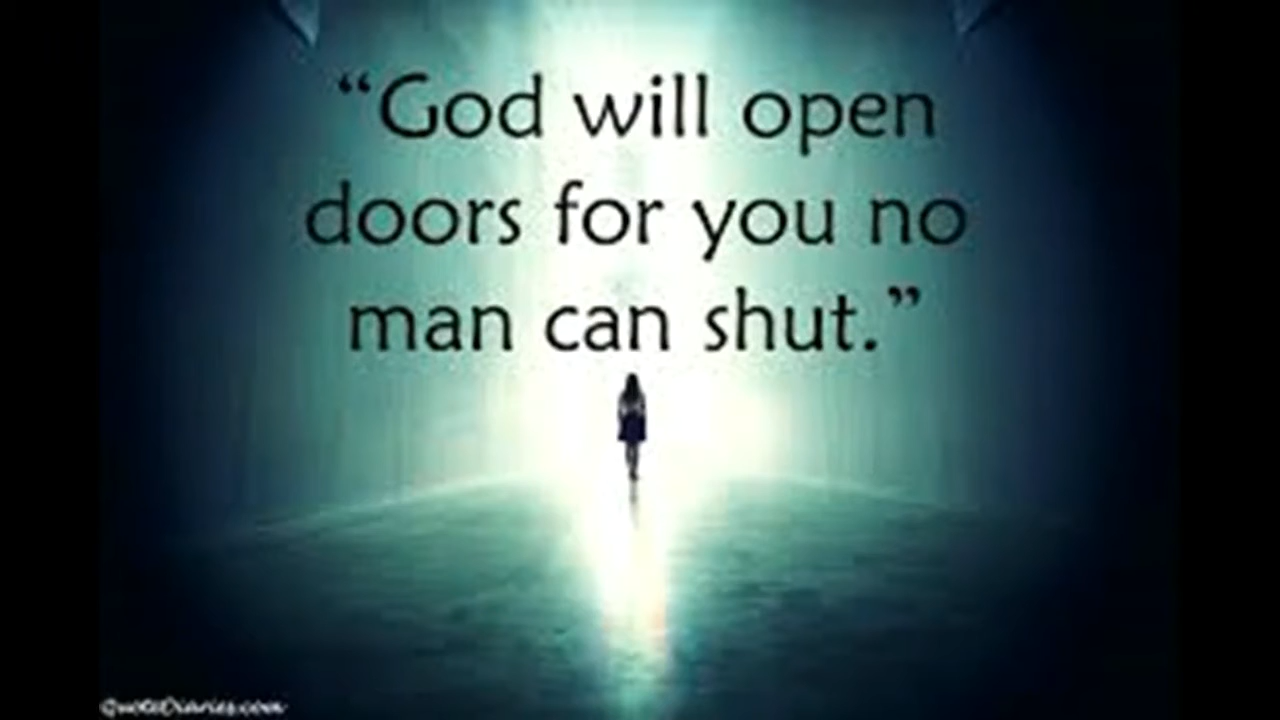 “God will open
doors for you no
man can shut.”
QuoteDiaries.com